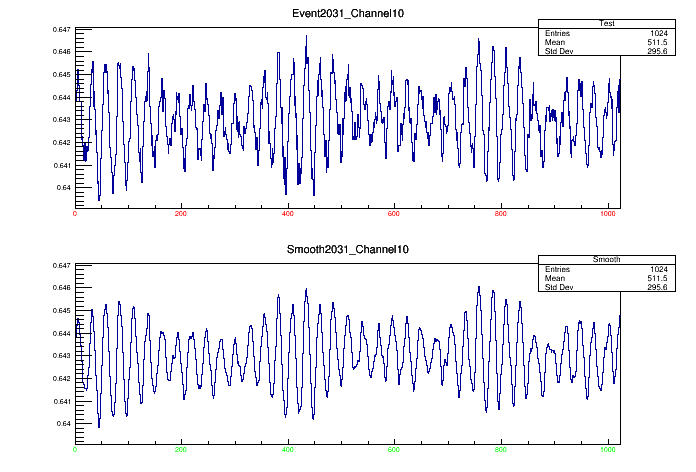 Event2031_Channel10
Test
Entries 1024
Mean 511.5
Std Dev 295.6
0.647
0.646
0.645
0.644
0.643
0.642
0.641
0.64
0 200 400 600 800 1000
Smooth2031_Channel10
Smooth
Entries 1024
Mean 511.5
Std Dev 295.6
0.647
0.646
0.645
0.644
0.643
0.642
0.641
0.64
0 200 400 600 800 1000